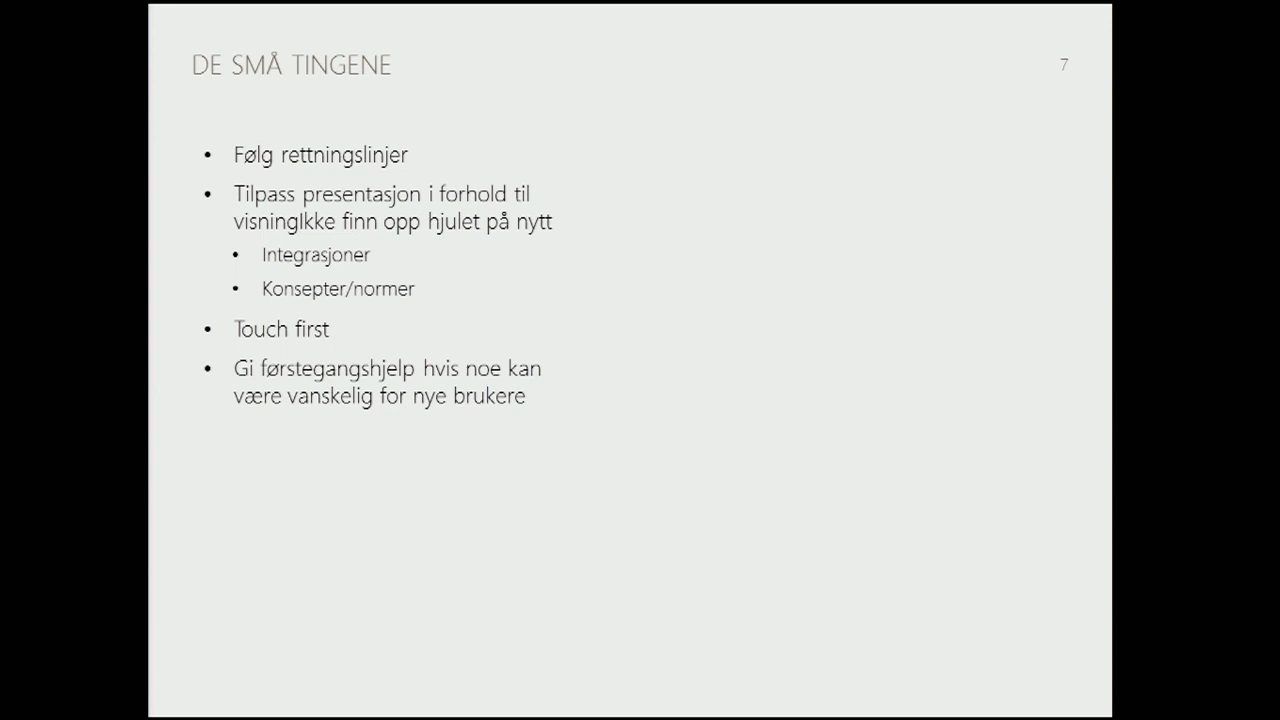 DE SMÅ TINGENE
7
• Følg rettningslinjer
• Tilpass presentasjon i forhold til
visningIkke finn opp hjulet på nytt
• Integrasjoner
• Konsepter/normer
• Touch first
• Gi førstegangshjelp hvis noe kan
være vanskelig for nye brukere